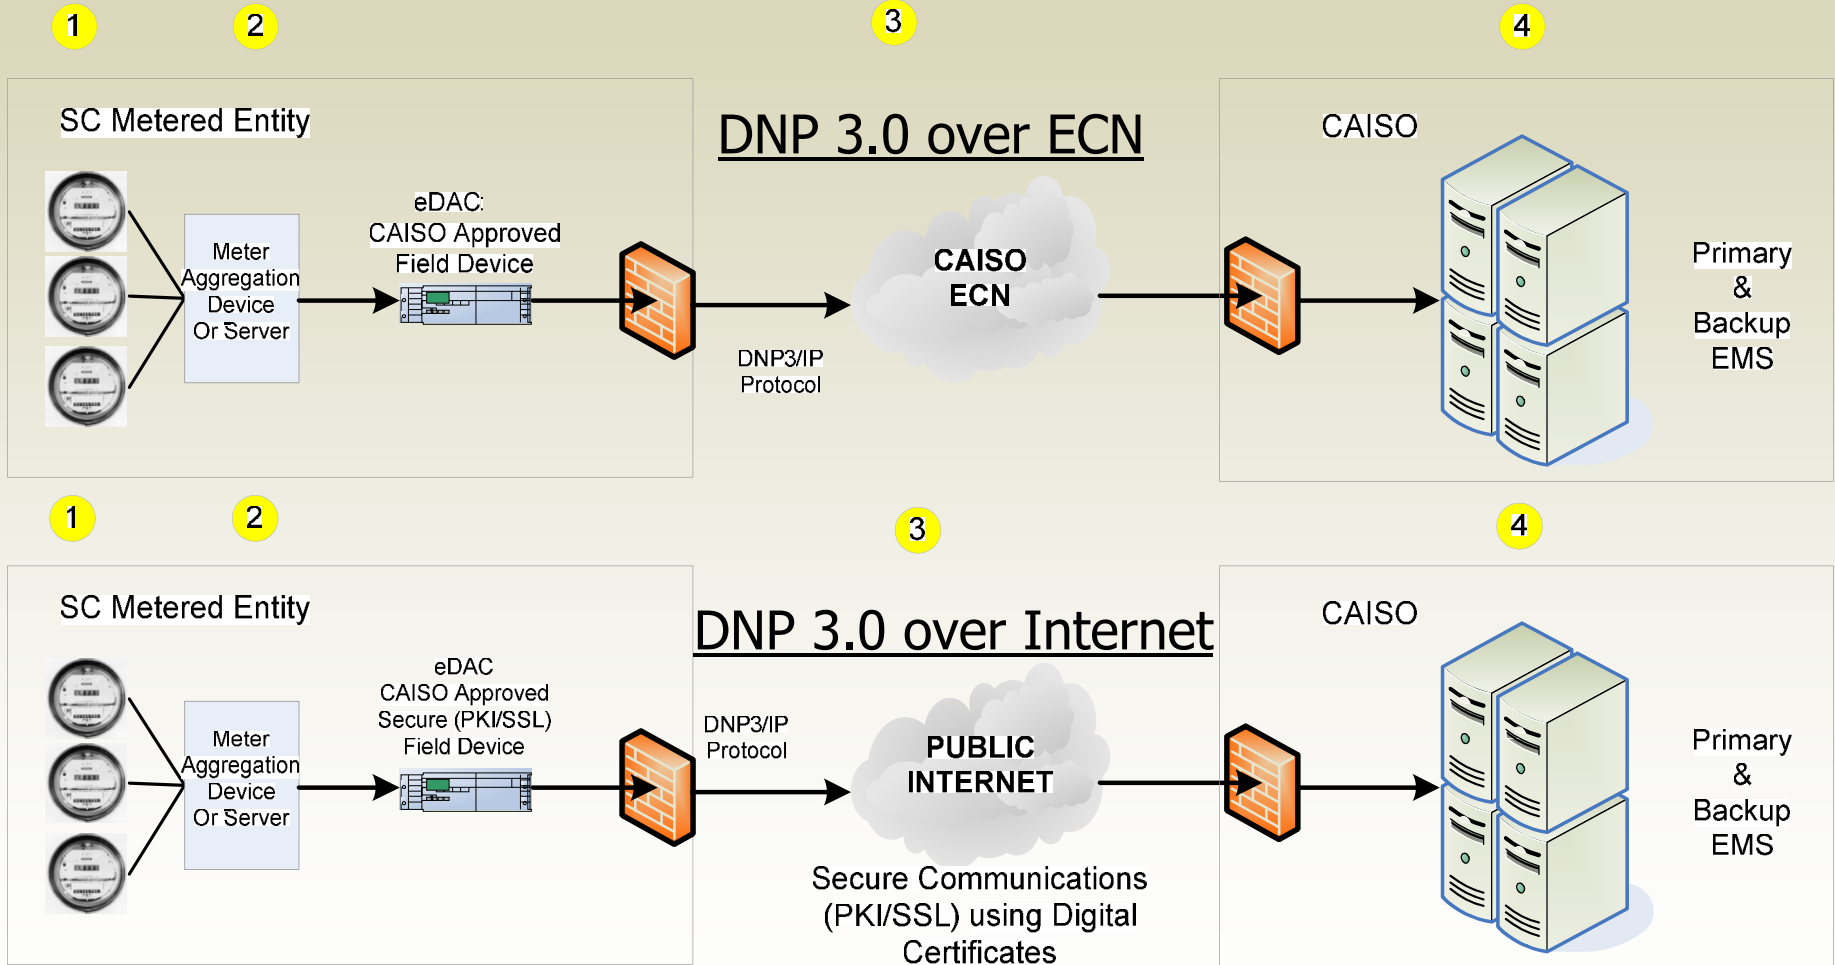 1
2
3
4
SC Metered Entity
Meter
Aggregation
Device
Or Server
eDAC:
CAISO Approved
Field Device
DNP 3.0 over ECN
DNP3/IP
Protocol
CAISO
ECN
CAISO
Primary
&
Backup
EMS
1
2
3
4
SC Metered Entity
Meter
Aggregation
Device
Or Server
eDAC
CAISO Approved
Secure (PKI/SSL)
Field Device
DNP 3.0 over Internet
DNP3/IP
Protocol
PUBLIC
INTERNET
Secure Communications
(PKI/SSL) using Digital
Certificates
CAISO
Primary
&
Backup
EMS